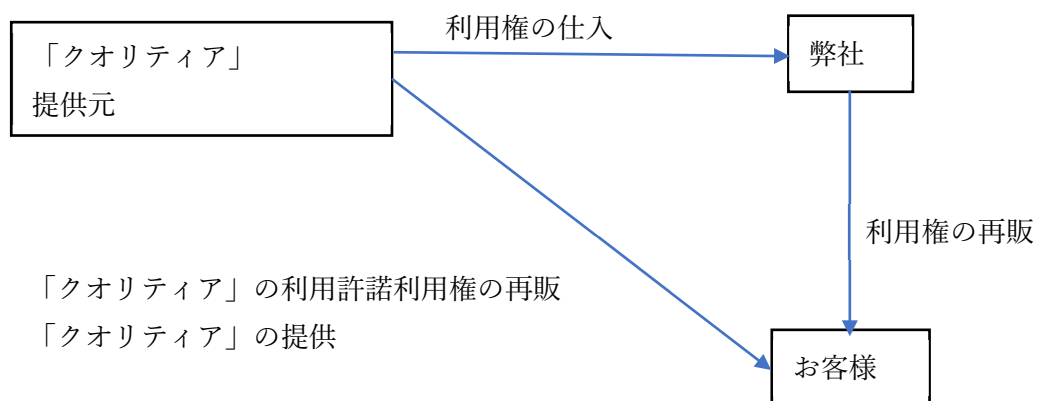 利用権の仕入
「クオリティア」
提供元
弊社
利用権の再販
「クオリティア」の利用許諾利用権の再販
「クオリティア」の提供
お客様